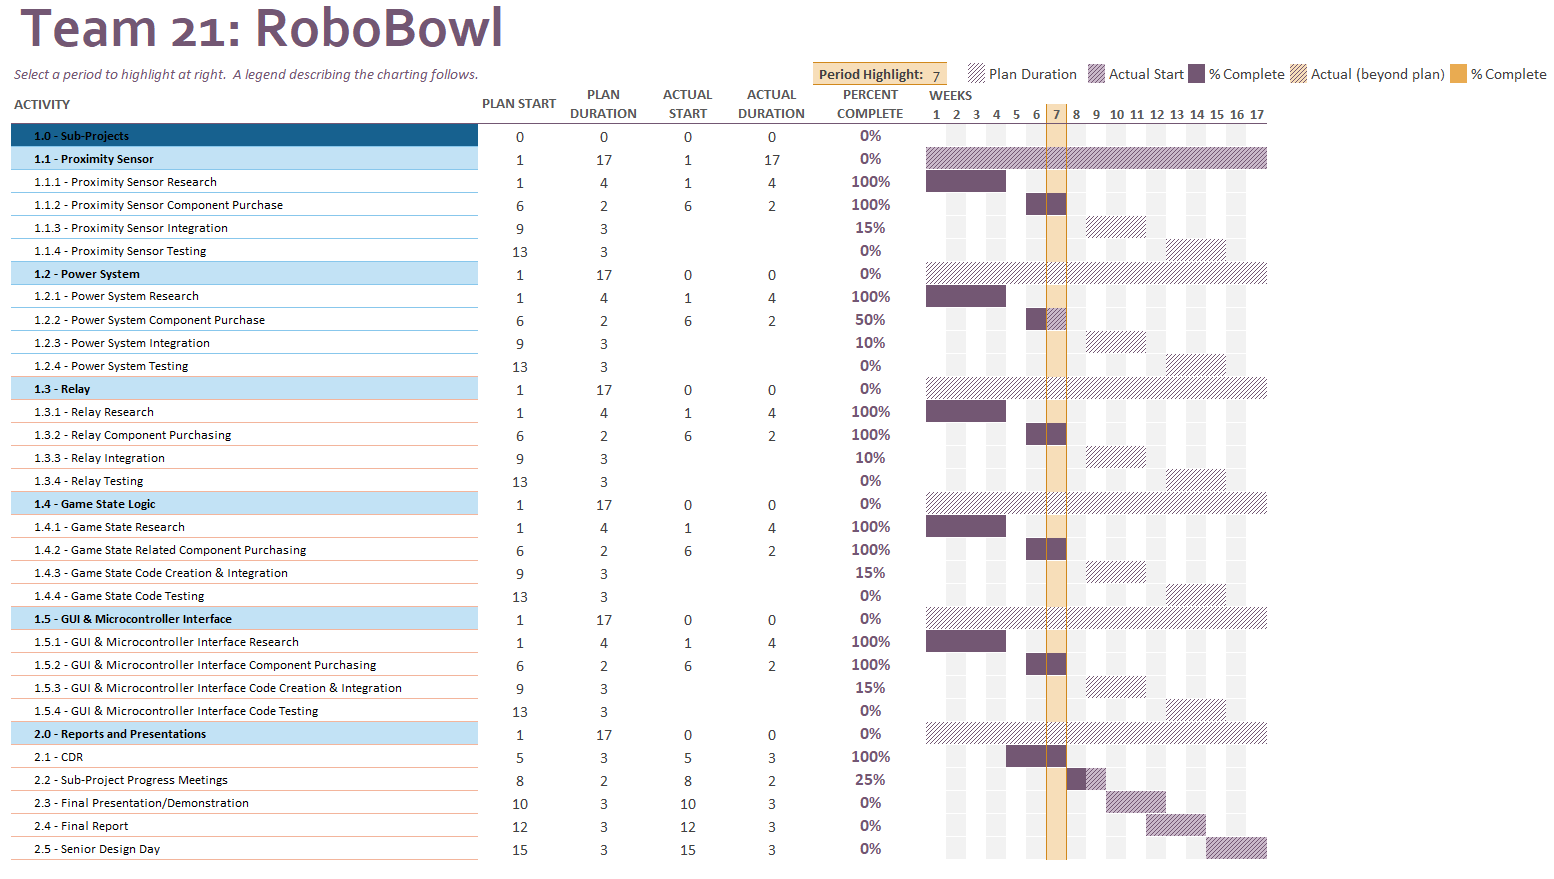 Team 21: RoboBowl
Select a period to highlight at right.  A legend describing the charting follows.
Period Highlight: 7
Plan Duration
Actual Start
% Complete
Actual (beyond plan)
% Complete
ACTIVITY PLAN START PLAN DURATION ACTUAL START ACTUAL DURATION PERCENT COMPLETE WEEKS
1 2 3 4 5 6 7 8 9 10 11 12 13 14 15 16 17
1.0 - Sub-Projects 0 0 0 0 0%
1.1 - Proximity Sensor 1 17 1 17 0%
1.1.1 - Proximity Sensor Research 1 4 1 4 100%
1.1.2 - Proximity Sensor Component Purchase 6 2 6 2 100%
1.1.3 - Proximity Sensor Integration 9 3 15%
1.1.4 - Proximity Sensor Testing 13 3 0%
1.2 - Power System 1 17 0 0 0%
1.2.1 - Power System Research 1 4 1 4 100%
1.2.2 - Power System Component Purchase 6 2 6 2 50%
1.2.3 - Power System Integration 9 3 10%
1.2.4 - Power System Testing 13 3 0%
1.3 - Relay 1 17 0 0 0%
1.3.1 - Relay Research 1 4 1 4 100%
1.3.2 - Relay Component Purchasing 6 2 6 2 100%
1.3.3 - Relay Integration 9 3 10%
1.3.4 - Relay Testing 13 3 0%
1.4 - Game State Logic 1 17 0 0 0%
1.4.1 - Game State Research 1 4 1 4 100%
1.4.2 - Game State Related Component Purchasing 6 2 6 2 100%
1.4.3 - Game State Code Creation & Integration 9 3 15%
1.4.4 - Game State Code Testing 13 3 0%
1.5 - GUI & Microcontroller Interface 1 17 0 0 0%
1.5.1 - GUI & Microcontroller Interface Research 1 4 1 4 100%
1.5.2 - GUI & Microcontroller Interface Component Purchasing 6 2 6 2 100%
1.5.3 - GUI & Microcontroller Interface Code Creation & Integration 9 3 15%
1.5.4 - GUI & Microcontroller Interface Code Testing 13 3 0%
2.0 - Reports and Presentations 1 17 0 0 0%
2.1 - CDR 5 3 5 3 100%
2.2 - Sub-Project Progress Meetings 8 2 8 2 25%
2.3 - Final Presentation/Demonstration 10 3 10 3 0%
2.4 - Final Report 12 3 12 3 0%
2.5 - Senior Design Day 15 3 15 3 0%